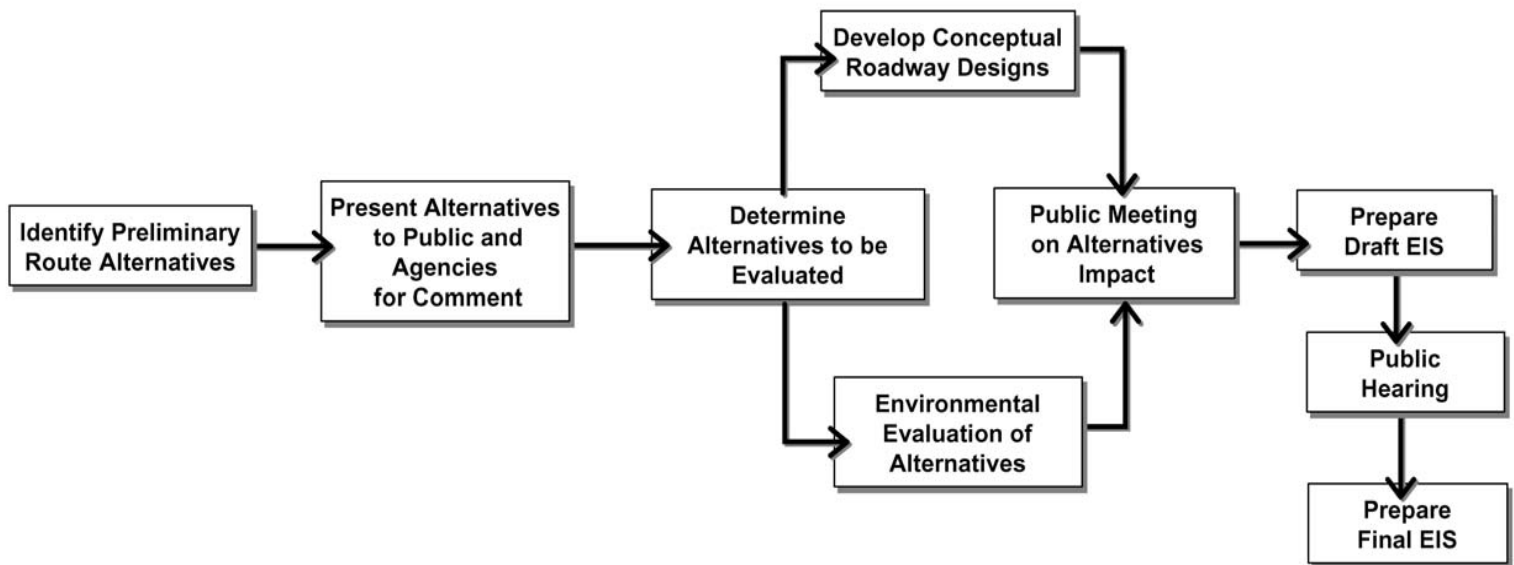 Identify Preliminary
Route Alternatives
Present Alternatives
to Public and
Agencies
for Comment
Determine
Alternatives to be
Evaluated
Develop Conceptual
Roadway Designs
Environmental
Evaluation of
Alternatives
Public Meeting
on Alternatives
Impact
Prepare
Draft EIS
Public
Hearing
Prepare
Final EIS